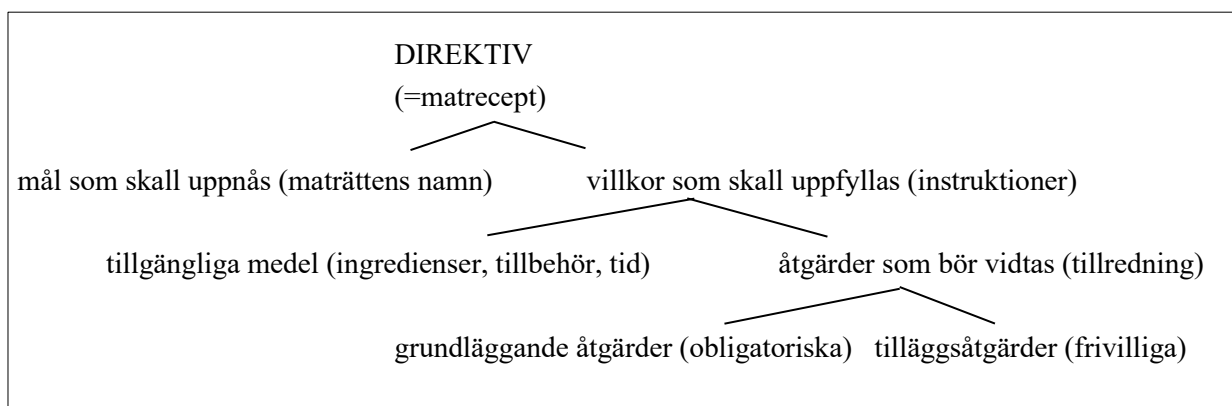 DIREKTIV
(=matrecept)
mål som skall uppnås (maträttens namn) villkor som skall uppfyllas (instruktioner)
tillgängliga medel (ingredienser, tillbehör, tid) åtgärder som bör vidtas (tillredning)
grundläggande åtgärder (obligatoriska) tilläggsåtgärder (frivilliga)